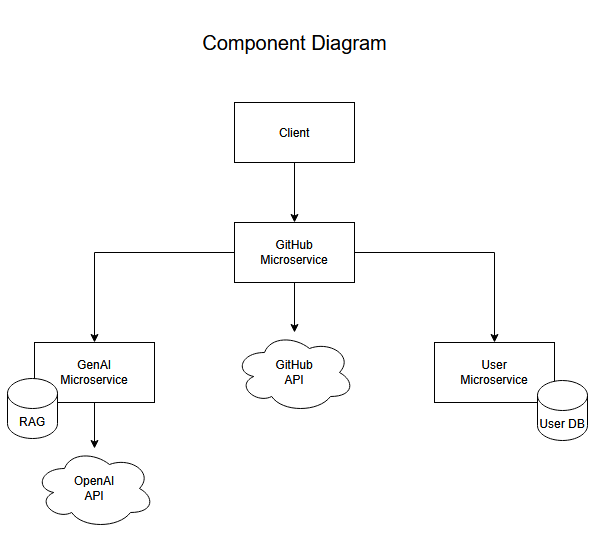 Component Diagram
Client
GitHub
Microservice
GenAI
Microservice
RAG
GitHub
API
User
Microservice
User DB
OpenAI
API